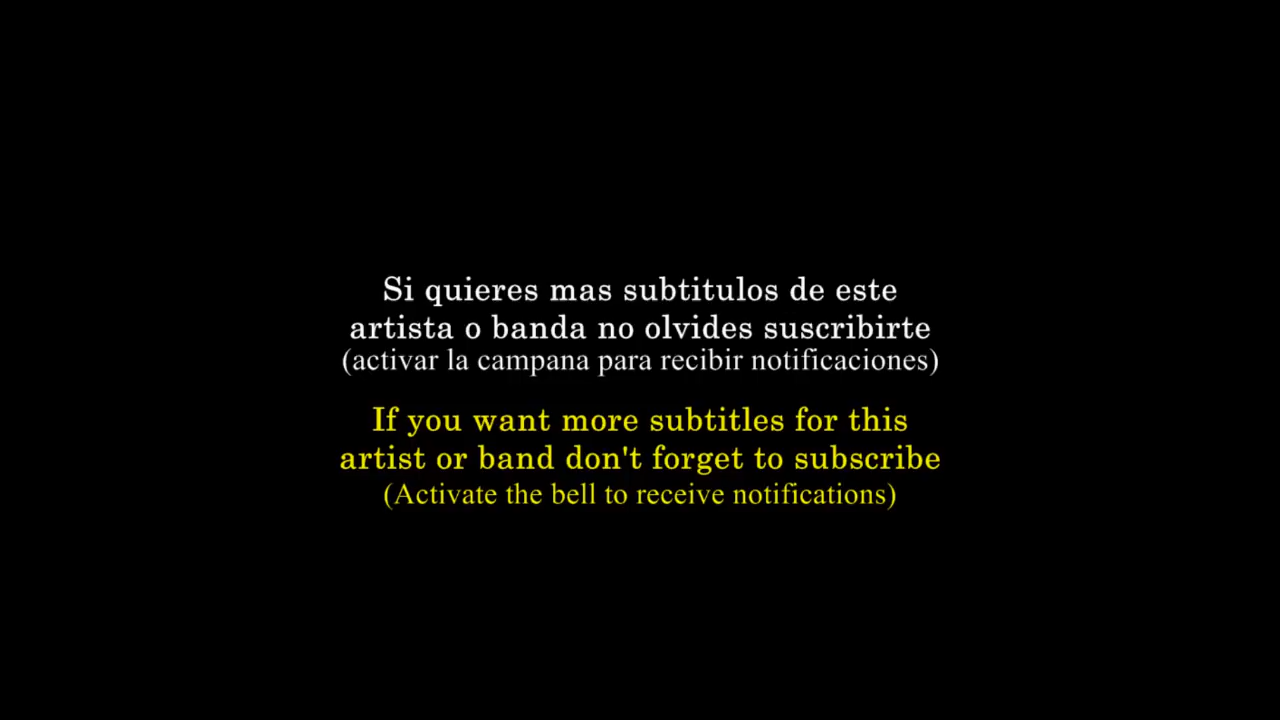 Si quieres mas subtitulos de este
artista o banda no olvides suscribirte
(activar la campana para recibir notificaciones)
If you want more subtitles for this
artist or band don't forget to subscribe
(Activate the bell to receive notifications)